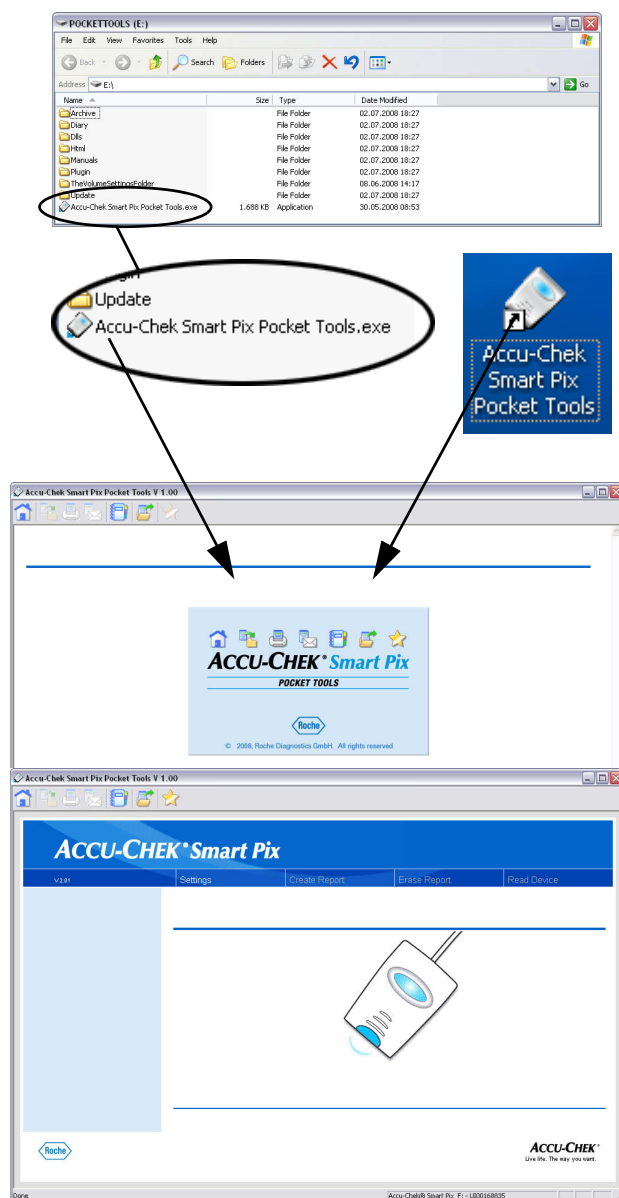 POCKETTOOLS (E:)
File Edit View Favorites Tools Help
Back Search Folders
Address E:\ Go
Name Size Type Date Modified
Archive File Folder 02.07.2008 18:27
Diary File Folder 02.07.2008 18:27
Dlls File Folder 02.07.2008 18:27
Html File Folder 02.07.2008 18:27
Manuals File Folder 02.07.2008 18:27
Plugin File Folder 02.07.2008 18:27
TheVolumeSettingsFolder File Folder 08.06.2008 14:17
Update File Folder 02.07.2008 18:27
Accu-Chek Smart Pix Pocket Tools.exe 1.688 KB Application 30.05.2008 08:53
Update
Accu-Chek Smart Pix Pocket Tools.exe
Accu-Chek
Smart Pix
Pocket Tools
Accu-Chek Smart Pix Pocket Tools V 1.00
ACCU-CHEK® Smart Pix
POCKET TOOLS
Roche
© 2008, Roche Diagnostics GmbH. All rights reserved
Accu-Chek Smart Pix Pocket Tools V 1.00
ACCU-CHEK® Smart Pix
V2.01 Settings Create Report Erase Report Read Device
Roche
ACCU-CHEK®
Live life. The way you want.
Done Accu-Chek® Smart Pix F: - U000168835